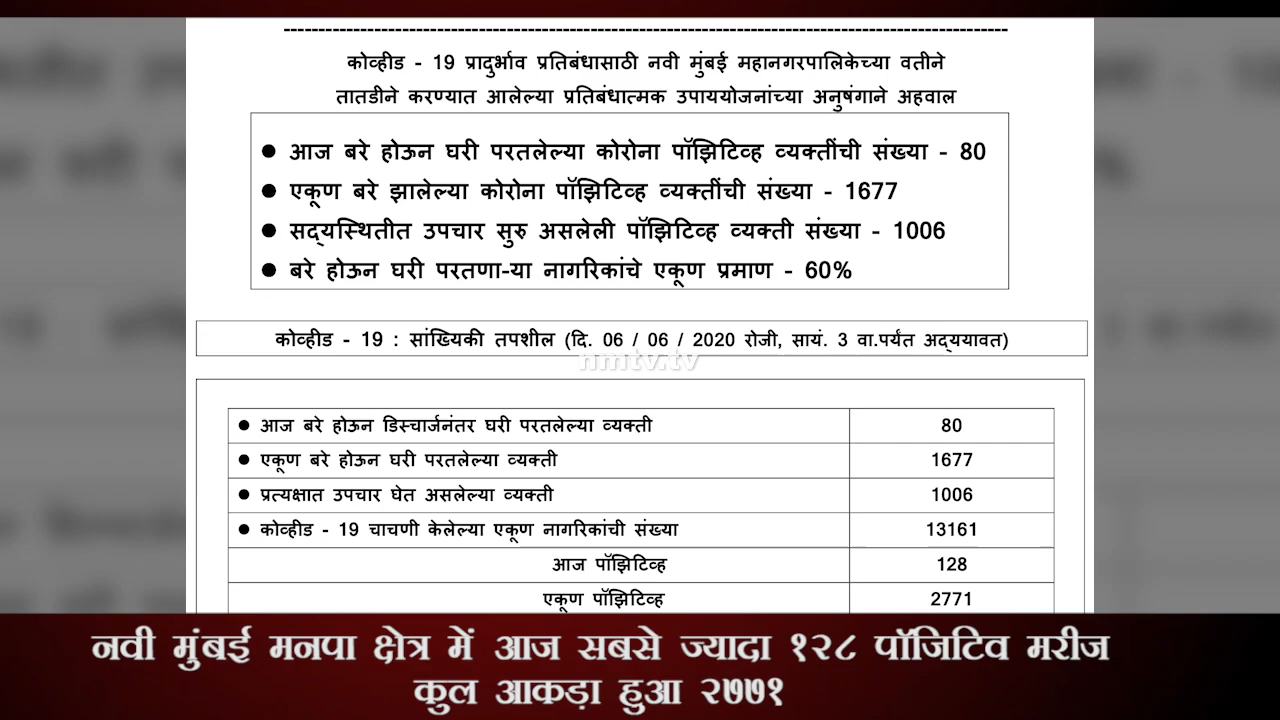 कोव्हीड - 19 प्रादुर्भाव प्रतिबंधासाठी नवी मुंबई महानगरपालिकेच्या वतीने
तातडीने करण्यात आलेल्या प्रतिबंधात्मक उपाययोजनांच्या अनुषंगाने अहवाल
● आज बरे होऊन घरी परतलेल्या कोरोना पॉझिटिव्ह व्यक्तींची संख्या - 80
● एकूण बरे झालेल्या कोरोना पॉझिटिव्ह व्यक्तींची संख्या - 1677
● सद्यस्थितीत उपचार सुरु असलेली पॉझिटिव्ह व्यक्ती संख्या - 1006
● बरे होऊन घरी परतणा-या नागरिकांचे एकूण प्रमाण - 60%
कोव्हीड - 19 : सांख्यिकी तपशील (दि. 06 / 06 / 2020 रोजी, सायं. 3 वा.पर्यंत अद्ययावत)
nmtv.tv
● आज बरे होऊन डिस्चार्जनंतर घरी परतलेल्या व्यक्ती 80
● एकूण बरे होऊन घरी परतलेल्या व्यक्ती 1677
● प्रत्यक्षात उपचार घेत असलेल्या व्यक्ती 1006
● कोव्हीड - 19 चाचणी केलेल्या एकूण नागरिकांची संख्या 13161
आज पॉझिटिव्ह 128
एकूण पॉझिटिव्ह 2771
नवी मुंबई मनपा क्षेत्र में आज सबसे ज्यादा १२८ पॉजिटिव मरीज
कुल आकड़ा हुआ २७७१